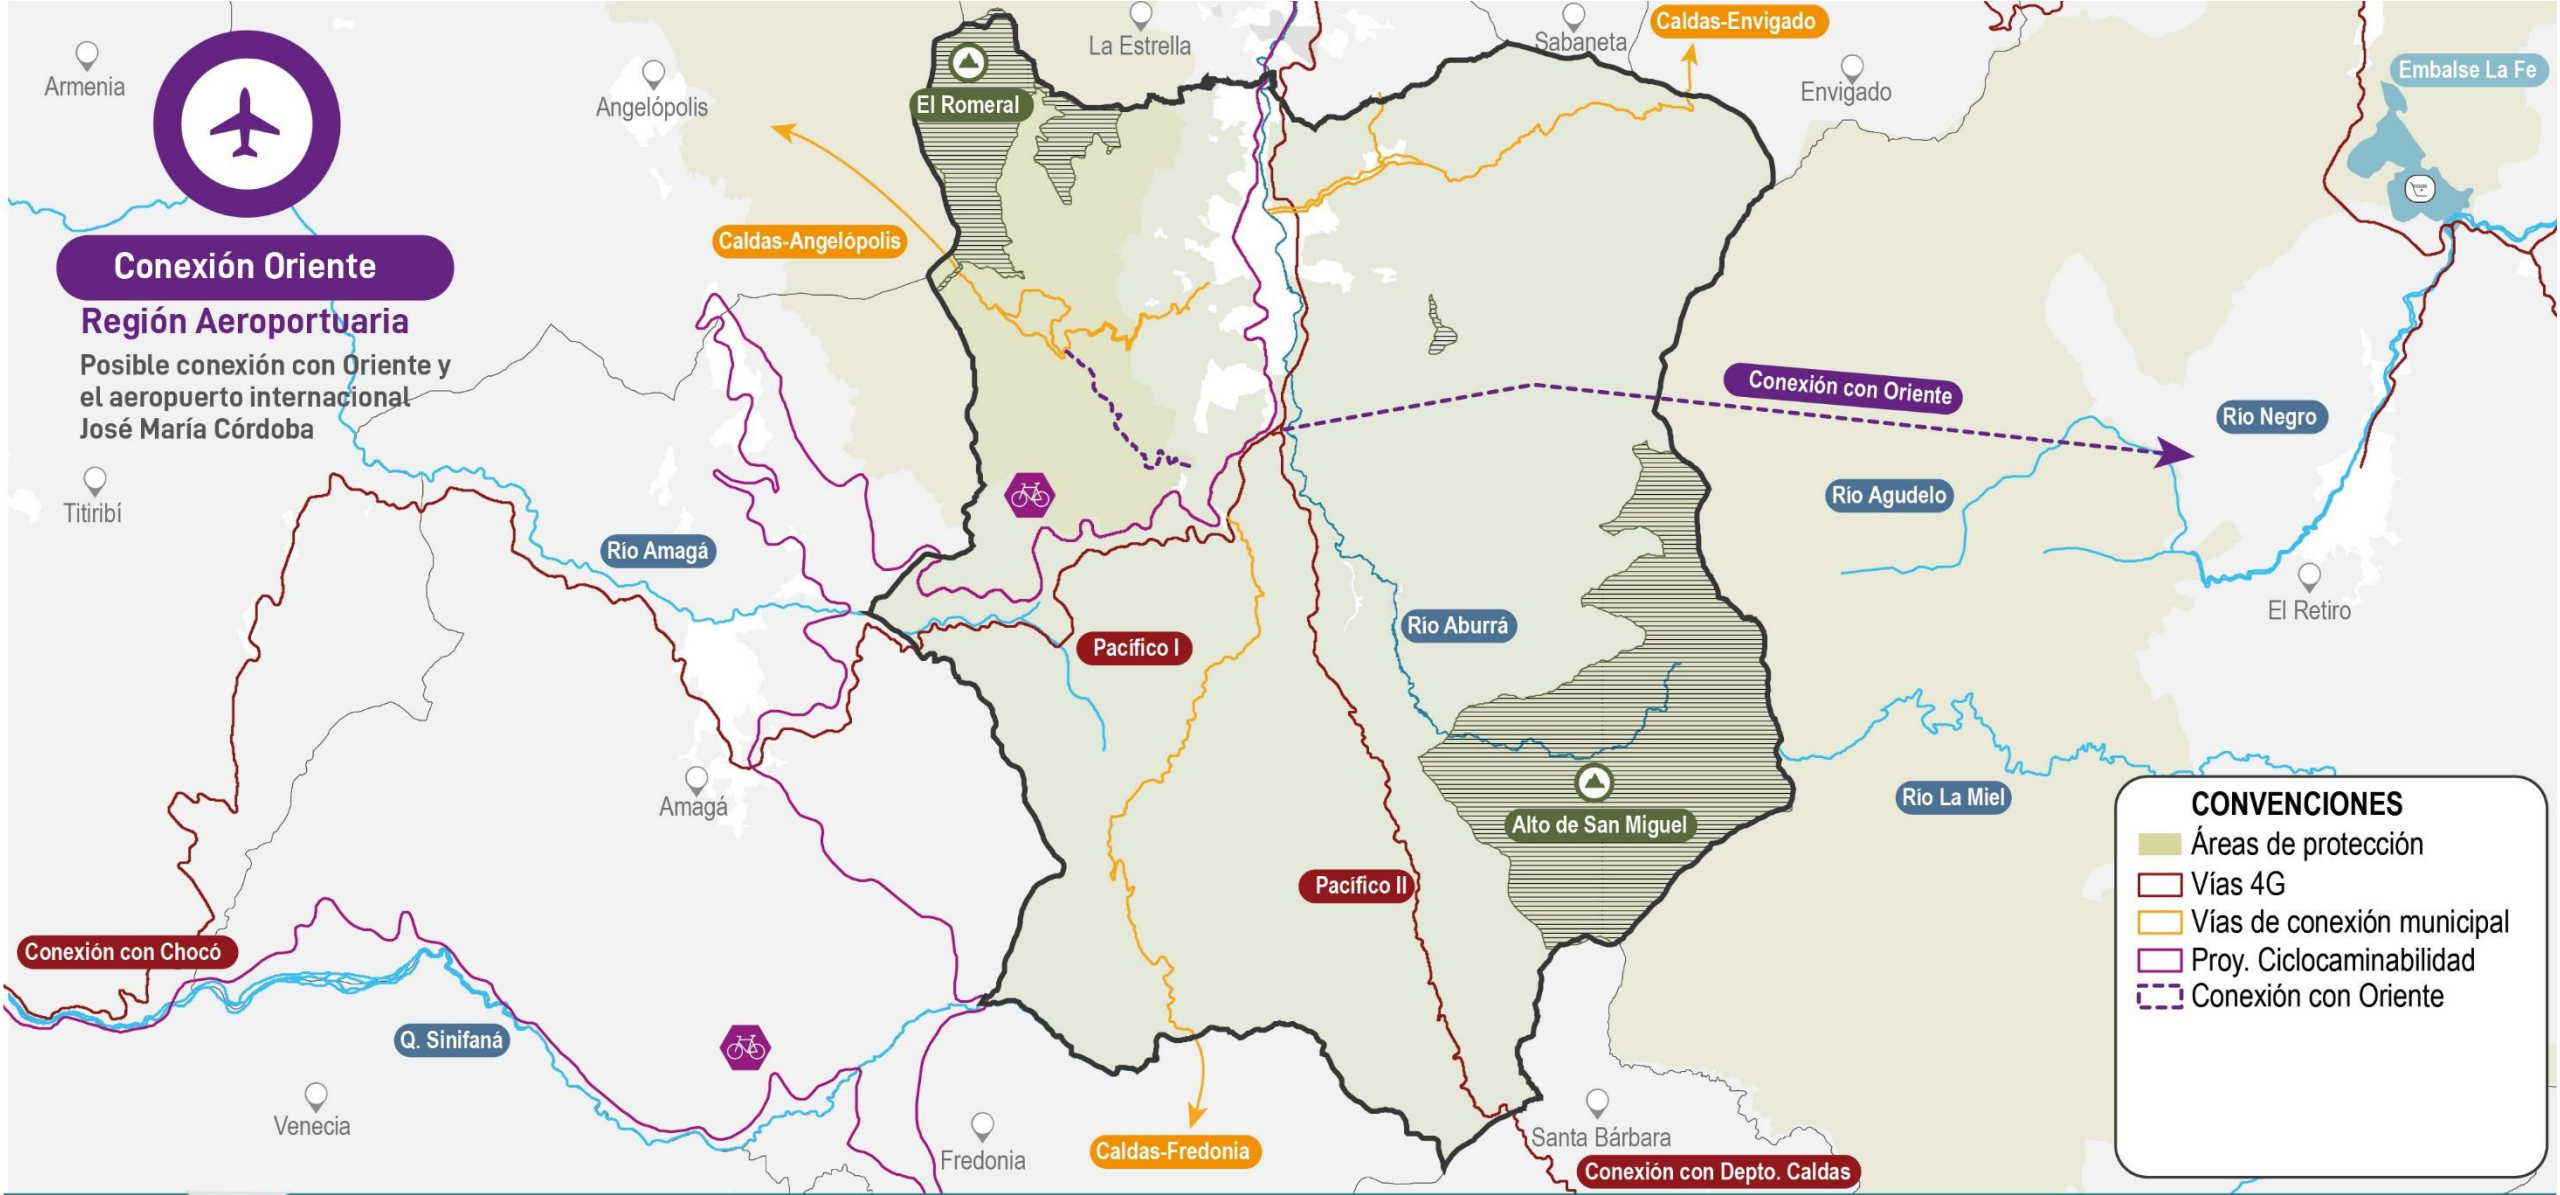 Armenia
Angelópolis
La Estrella
Sabaneta
Caldas-Envigado
Envigado
Embalse La Fe
El Romeral
Caldas-Angelópolis
Conexión Oriente
Región Aeroportuaria
Posible conexión con Oriente y
el aeropuerto internacional
José María Córdoba
Conexión con Oriente
Río Negro
Titiribí
Río Amagá
Río Agudelo
El Retiro
Pacífico I
Río Aburrá
Amagá
Río La Miel
Alto de San Miguel
Pacífico II
Conexión con Chocó
Q. Sinifaná
Venecia
Fredonia
Caldas-Fredonia
Santa Bárbara
Conexión con Depto. Caldas
CONVENCIONES
Áreas de protección
Vías 4G
Vías de conexión municipal
Proy. Ciclocaminabilidad
Conexión con Oriente